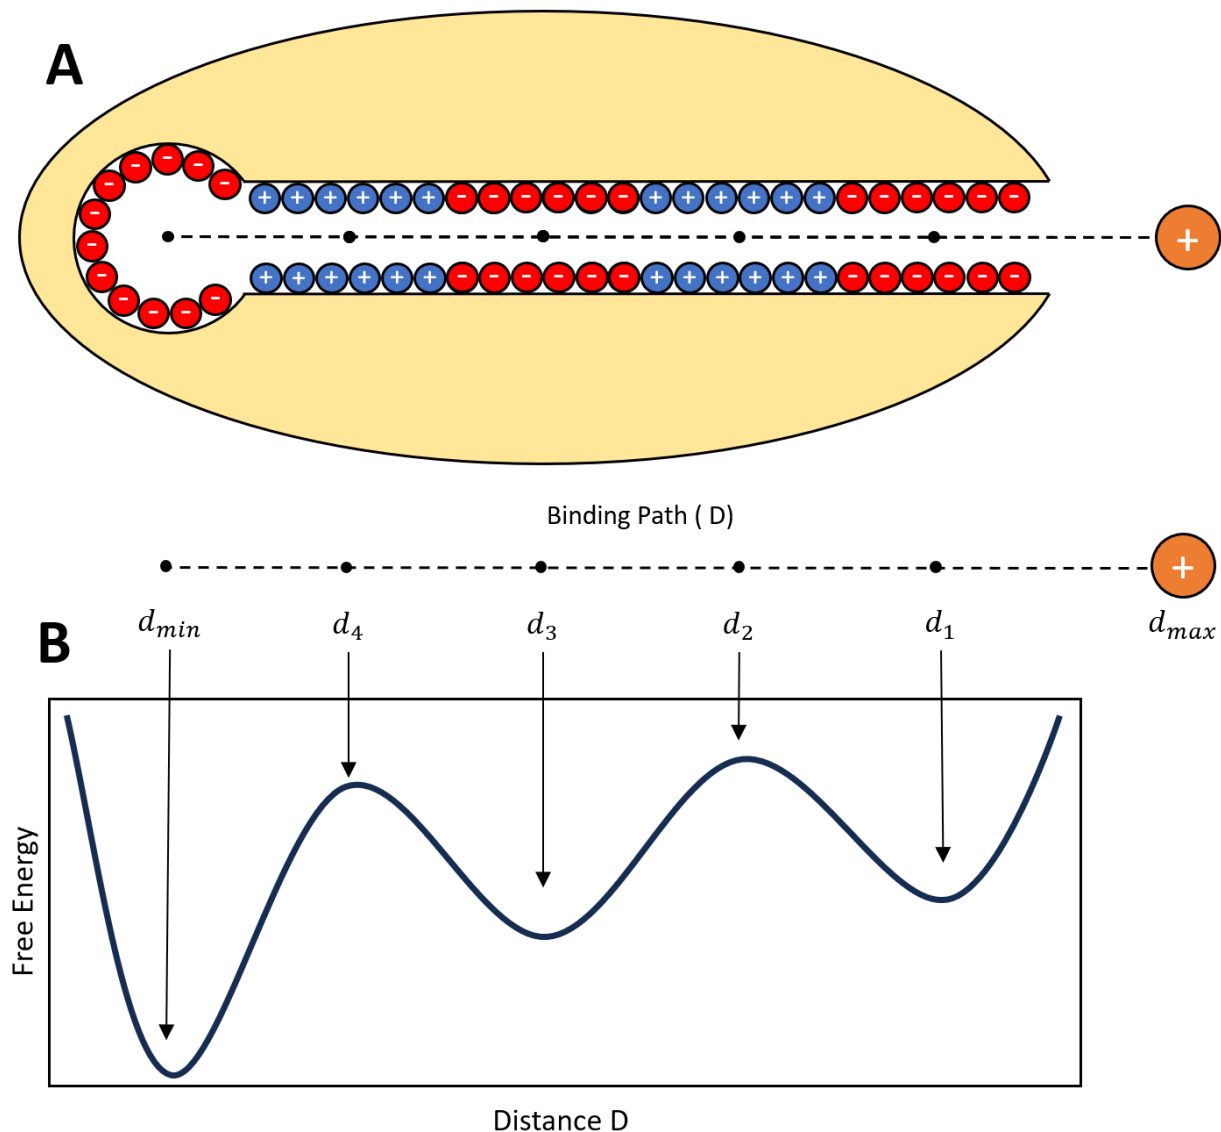 A
- - - - -
- + + + + + + - - - - - - + + + + + + - - - - - -
-
- +
- + + + + + + - - - - - - + + + + + + - - - - - -
- - - - -
Binding Path ( D)
+
d_min d_4 d_3 d_2 d_1 d_max
B
Free Energy
Distance D